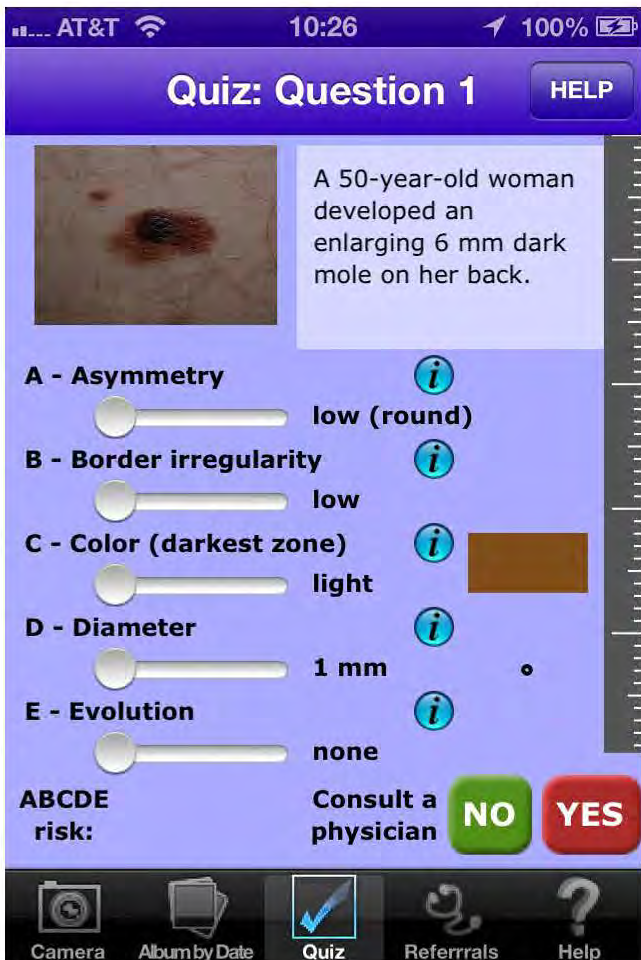 AT&T 10:26 100%
Quiz: Question 1 HELP
A 50-year-old woman
developed an
enlarging 6 mm dark
mole on her back.
A - Asymmetry i
low (round)
B - Border irregularity i
low
C - Color (darkest zone) i
light
D - Diameter i
1 mm
E - Evolution i
none
ABCDE
risk:
Consult a
physician
NO YES
Camera Album by Date Quiz Referrrals Help